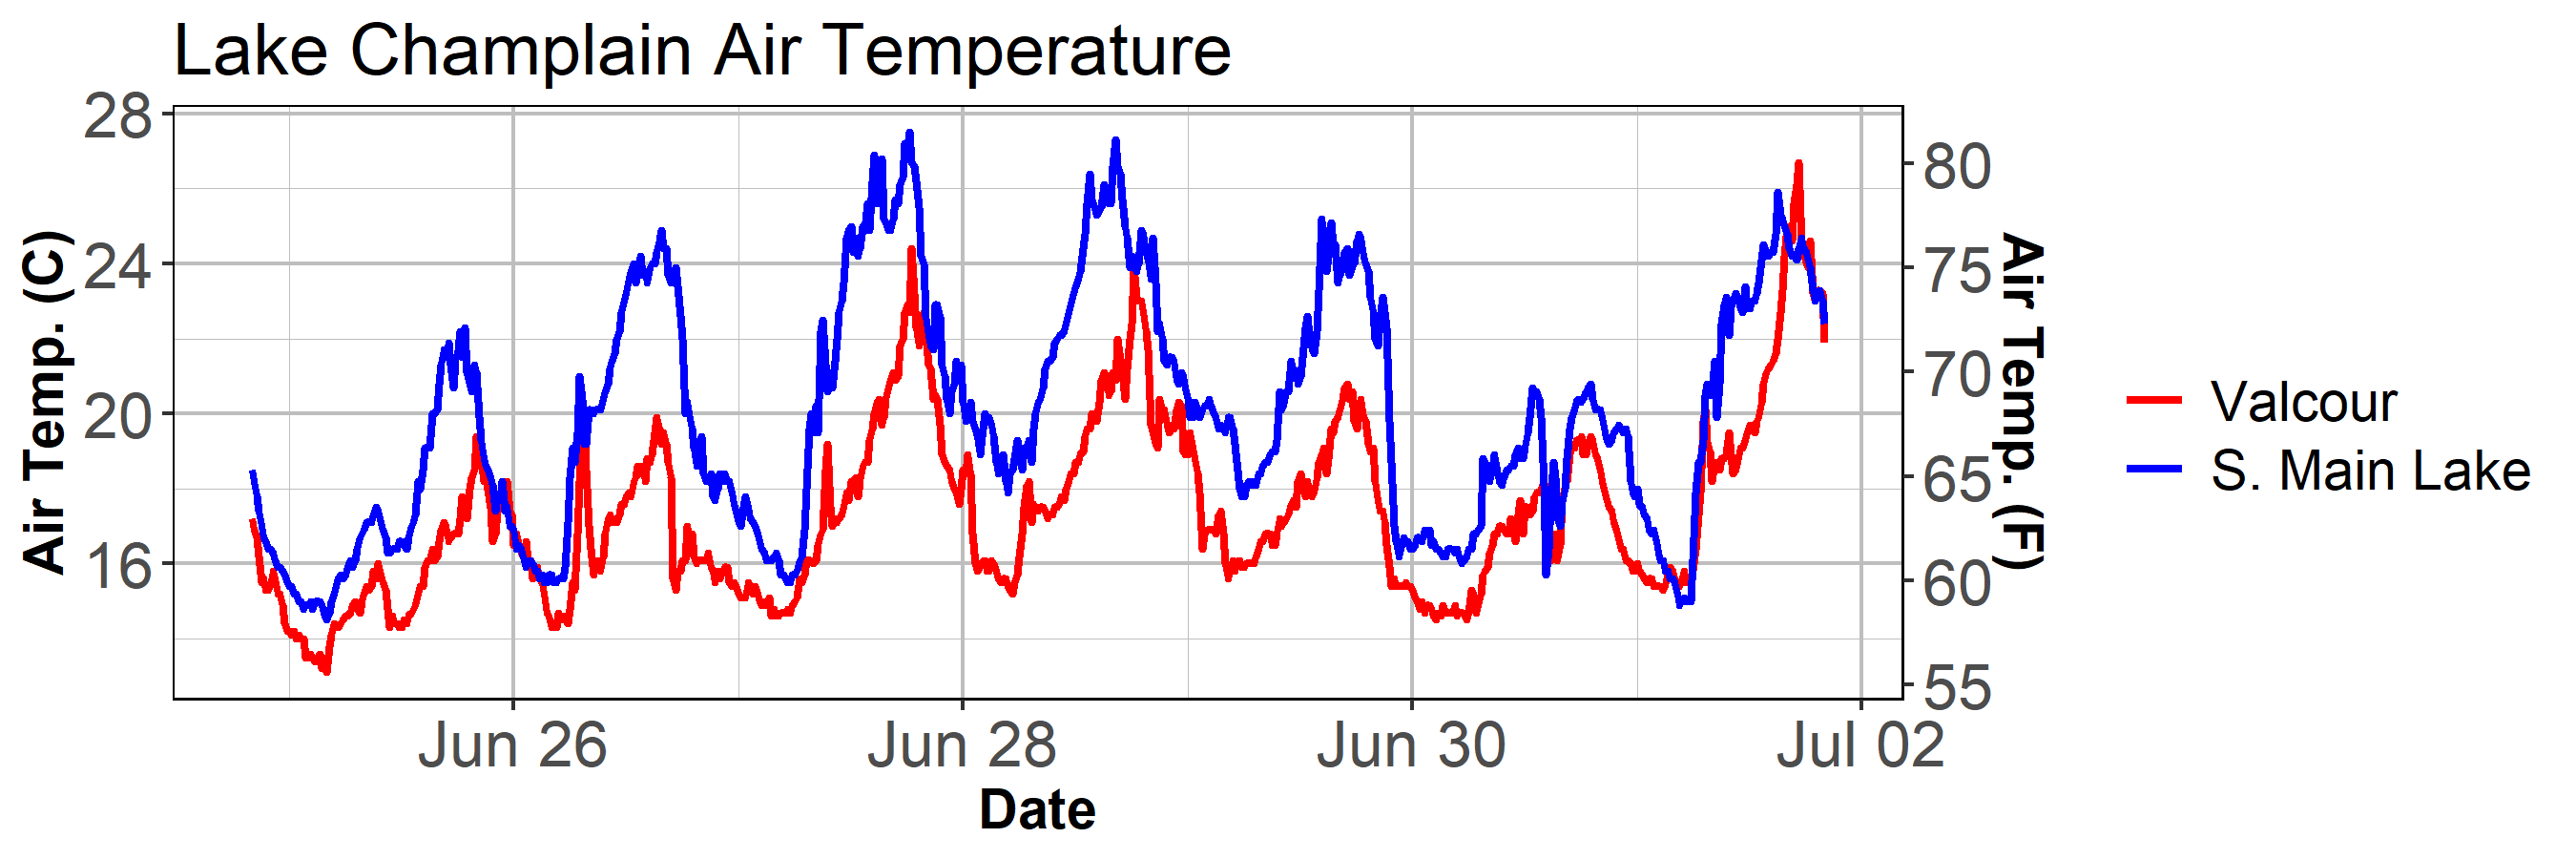 Lake Champlain Air Temperature
Air Temp. (C)
28
24
20
16
80
75
70
65
60
55
Air Temp. (F)
Jun 26
Jun 28
Jun 30
Jul 02
Date
Valcour
S. Main Lake